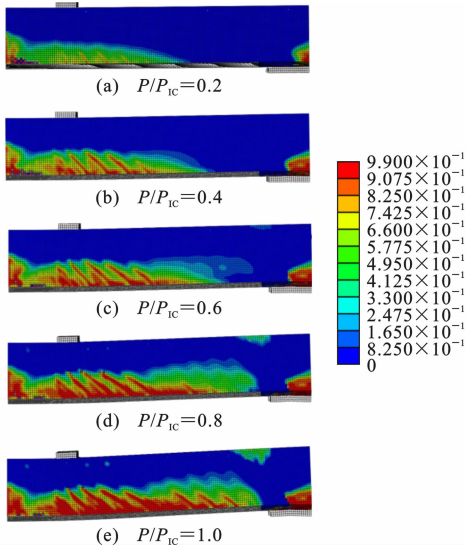 (a) P/P_IC=0.2
(b) P/P_IC=0.4
(c) P/P_IC=0.6
(d) P/P_IC=0.8
(e) P/P_IC=1.0
9.900×10⁻¹
9.075×10⁻¹
8.250×10⁻¹
7.425×10⁻¹
6.600×10⁻¹
5.775×10⁻¹
4.950×10⁻¹
4.125×10⁻¹
3.300×10⁻¹
2.475×10⁻¹
1.650×10⁻¹
8.250×10⁻¹
0